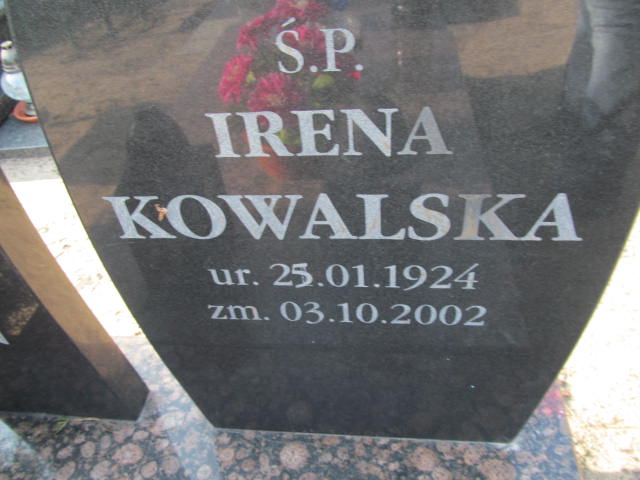 Ś.P.
IRENA
KOWALSKA
ur. 25.01.1924
zm. 03.10.2002